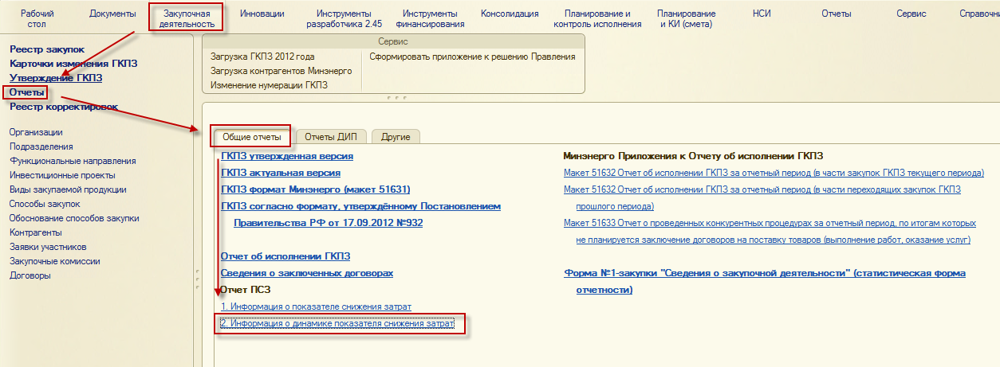 Рабочий стол
Документы
Закупочная деятельность
Инновации
Инструменты разработчика 2.45
Инструменты финансирования
Консолидация
Планирование и контроль исполнения
Планирование и КИ (смета)
НСИ
Отчеты
Сервис
Справочни
Реестр закупок
Карточки изменения ГКПЗ
Утверждение ГКПЗ
Отчеты
Реестр корректировок
Организации
Подразделения
Функциональные направления
Инвестиционные проекты
Виды закупаемой продукции
Способы закупок
Обоснование способов закупки
Контрагенты
Заявки участников
Закупочные комиссии
Договоры
Сервис
Загрузка ГКПЗ 2012 года
Загрузка контрагентов Минэнерго
Изменение нумерации ГКПЗ
Сформировать приложение к решению Правления
Общие отчеты
Отчеты ДИП
Другие
ГКПЗ утвержденная версия
ГКПЗ актуальная версия
ГКПЗ формат Минэнерго (макет 51631)
ГКПЗ согласно формату, утверждённому Постановлением
Правительства РФ от 17.09.2012 №932
Отчет об исполнении ГКПЗ
Сведения о заключенных договорах
Отчет ПСЗ
1. Информация о показателе снижения затрат
2. Информация о динамике показателя снижения затрат
Минэнерго Приложения к Отчету об исполнении ГКПЗ
Макет 51632 Отчет об исполнении ГКПЗ за отчетный период (в части закупок ГКПЗ текущего периода)
Макет 51632 Отчет об исполнении ГКПЗ за отчетный период (в части переходящих закупок ГКПЗ
прошлого периода)
Макет 51633 Отчет о проведенных конкурентных процедурах за отчетный период, по итогам которых
не планируется заключение договоров на поставку товаров (выполнение работ, оказание услуг)
Форма №1-закупки "Сведения о закупочной деятельности" (статистическая форма
отчетности)